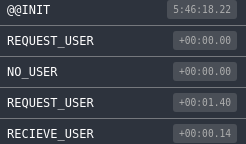 @@INIT 5:46:18.22
REQUEST_USER +00:00.00
NO_USER +00:00.00
REQUEST_USER +00:01.40
RECIEVE_USER +00:00.14